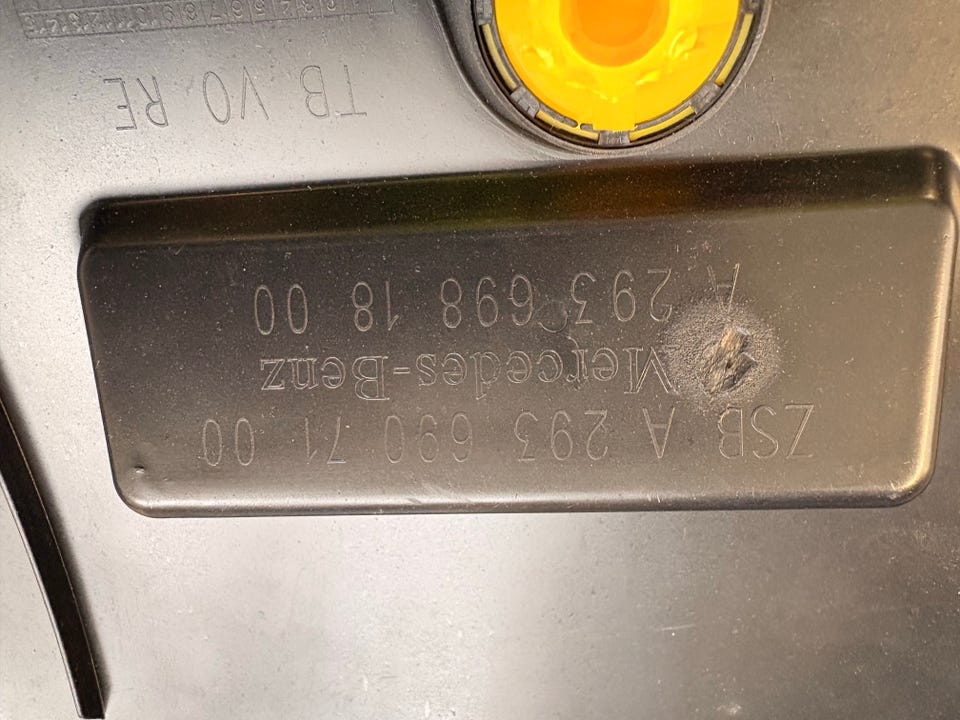 ZSB A 293 690 71 00
Mercedes-Benz
A 293 698 18 00
TB VO RE